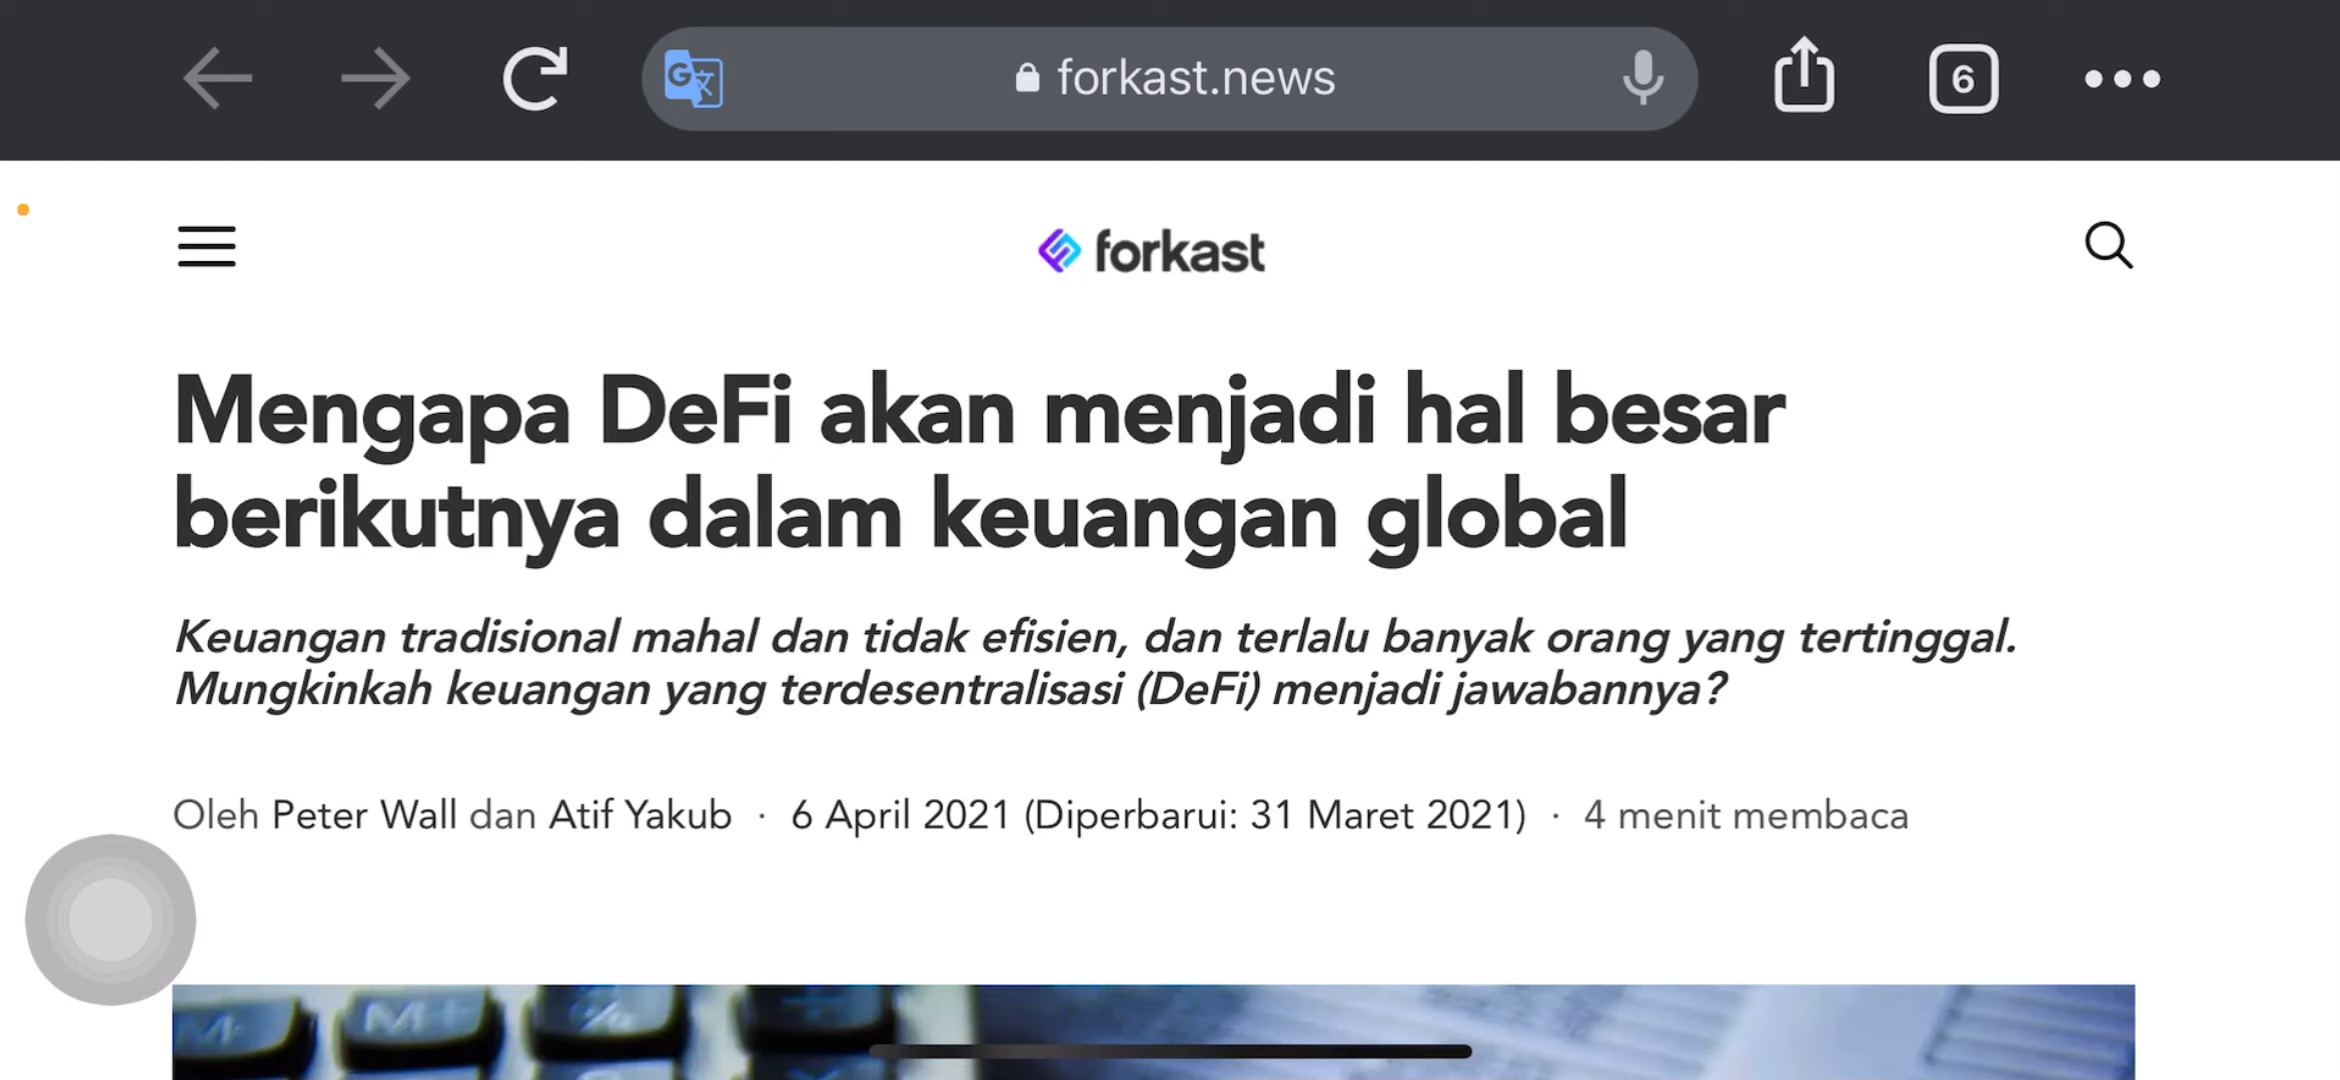 forkast.news
6
forkast
Mengapa DeFi akan menjadi hal besar
berikutnya dalam keuangan global
Keuangan tradisional mahal dan tidak efisien, dan terlalu banyak orang yang tertinggal.
Mungkinkah keuangan yang terdesentralisasi (DeFi) menjadi jawabannya?
Oleh Peter Wall dan Atif Yakub · 6 April 2021 (Diperbarui: 31 Maret 2021) · 4 menit membaca
M- M+ %